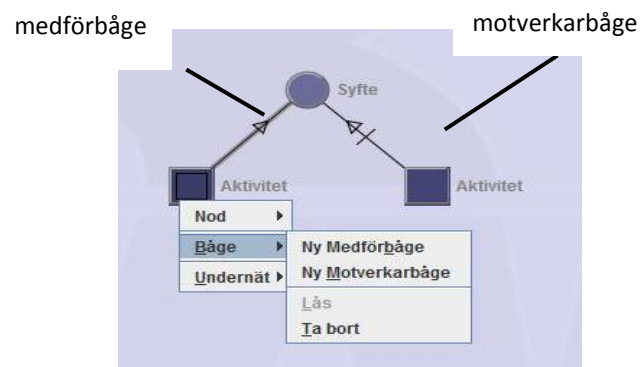 medförbåge
motverkarbåge
Syfte
Aktivitet
Aktivitet
Nod
Båge
Undernät
Ny Medförbåge
Ny Motverkarbåge
Lås
Ta bort